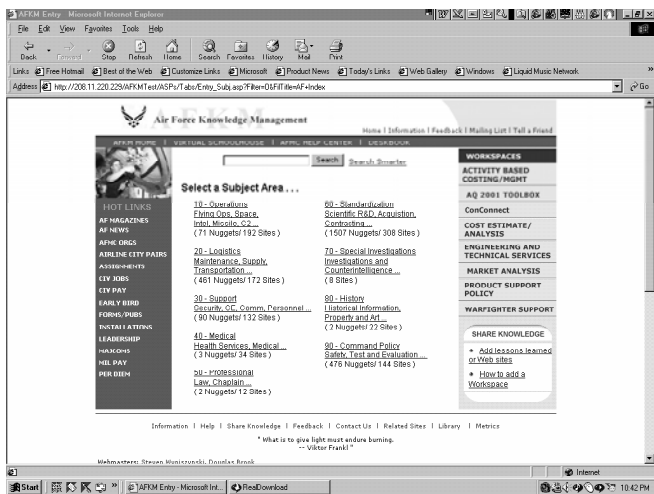 AFKM Entry - Microsoft Internet Explorer
File Edit View Favorites Tools Help
Back Forward Stop Refresh Home Search Favorites History Mail Print
Links Free Hotmail Best of the Web Customize Links Microsoft Product News Today's Links Web Gallery Windows Liquid Music Network
Address http://208.11.220.229/AFKMTest/ASPs/Tabs/Entry_Subj.asp?Filter=0&FilTitle=AF+Index Go
AFKM
Air Force Knowledge Management
Home | Information | Feedback | Mailing List | Tell a Friend
AFKM HOME | VIRTUAL SCHOOLHOUSE | AFMC HELP CENTER | DESKBOOK
Search Search Smarter
Select a Subject Area . . .
HOT LINKS
AF MAGAZINES
AF NEWS
AFMC ORGS
AIRLINE CITY PAIRS
ASSIGNMENTS
CIV JOBS
CIV PAY
EARLY BIRD
FORMS/PUBS
INSTALLATIONS
LEADERSHIP
MAJCOMS
MIL PAY
PER DIEM
10 - Operations
Flying Ops, Space,
Intel, Missile, C2 ...
( 71 Nuggets/ 192 Sites )
20 - Logistics
Maintenance, Supply,
Transportation ...
( 461 Nuggets/ 172 Sites )
30 - Support
Security, CE, Comm, Personnel ...
( 90 Nuggets/ 132 Sites )
40 - Medical
Health Services, Medical ...
( 3 Nuggets/ 34 Sites )
50 - Professional
Law, Chaplain ...
( 2 Nuggets/ 12 Sites )
60 - Standardization
Scientific R&D, Acquistion,
Contracting ...
( 1507 Nuggets/ 308 Sites )
70 - Special Investigations
Investigations and
Counterintelligence ...
( 8 Sites )
80 - History
Historical Information,
Property and Art ...
( 2 Nuggets/ 22 Sites )
90 - Command Policy
Safety, Test and Evaluation ...
( 476 Nuggets/ 144 Sites )
WORKSPACES
ACTIVITY BASED
COSTING/MGMT
AQ 2001 TOOLBOX
ConConnect
COST ESTIMATE/
ANALYSIS
ENGINEERING AND
TECHNICAL SERVICES
MARKET ANALYSIS
PRODUCT SUPPORT
POLICY
WARFIGHTER SUPPORT
SHARE KNOWLEDGE
Add lessons learned
or Web sites
How to add a
Workspace
Information | Help | Share Knowledge | Feedback | Contact Us | Related Sites | Library | Metrics
" What is to give light must endure burning.
-- Viktor Frankl "
Webmasters: Steven
Internet
Start AFKM Entry - Microsoft Int... RealDownload 10:42 PM